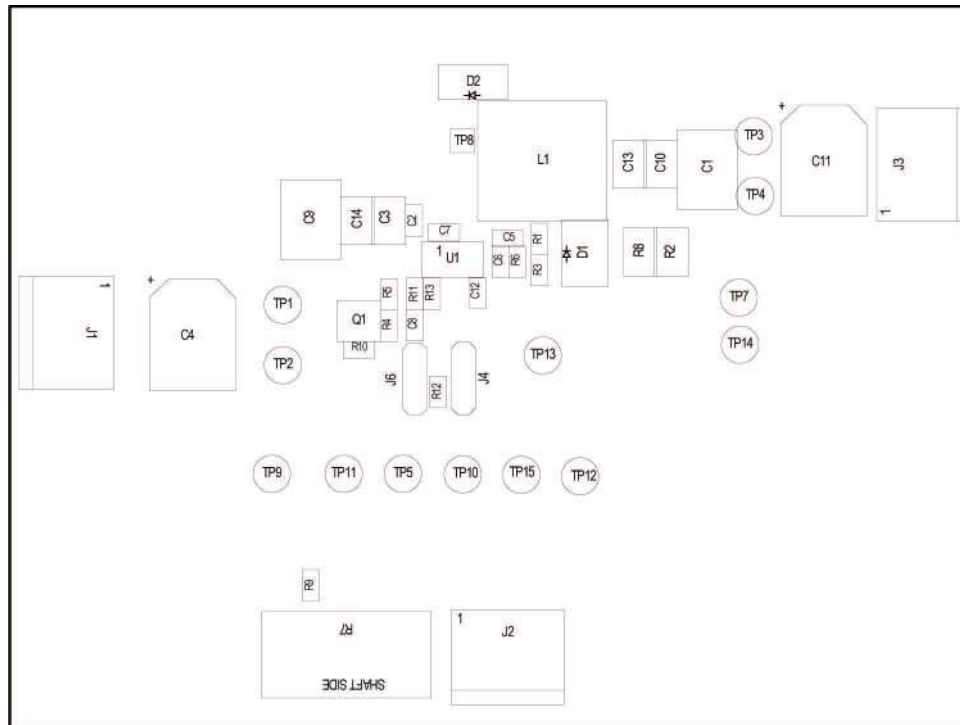 D2
TP8
L1
C13
C10
C1
TP3
TP4
+
C11
J3
1
C9
C14
C3
C2
C7
1
U1
C5
C6
R6
R1
R3
D1
R8
R2
1
J1
+
C4
TP1
TP2
R5
R4
Q1
R10
R11
R13
C8
C12
TP7
TP14
TP13
J6
R12
J4
TP9
TP11
TP5
TP10
TP15
TP12
R9
R7
SHAFT SIDE
1
J2